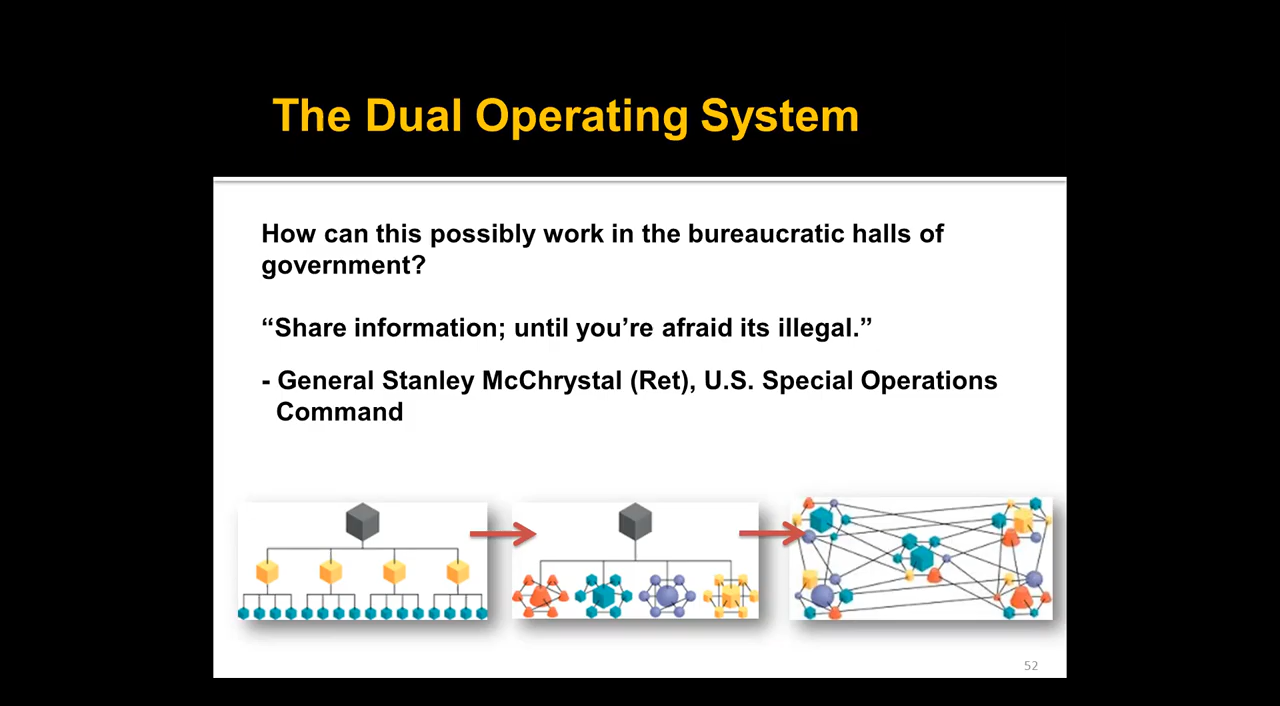 The Dual Operating System
How can this possibly work in the bureaucratic halls of
government?
“Share information; until you’re afraid its illegal.”
- General Stanley McChrystal (Ret), U.S. Special Operations
Command
52